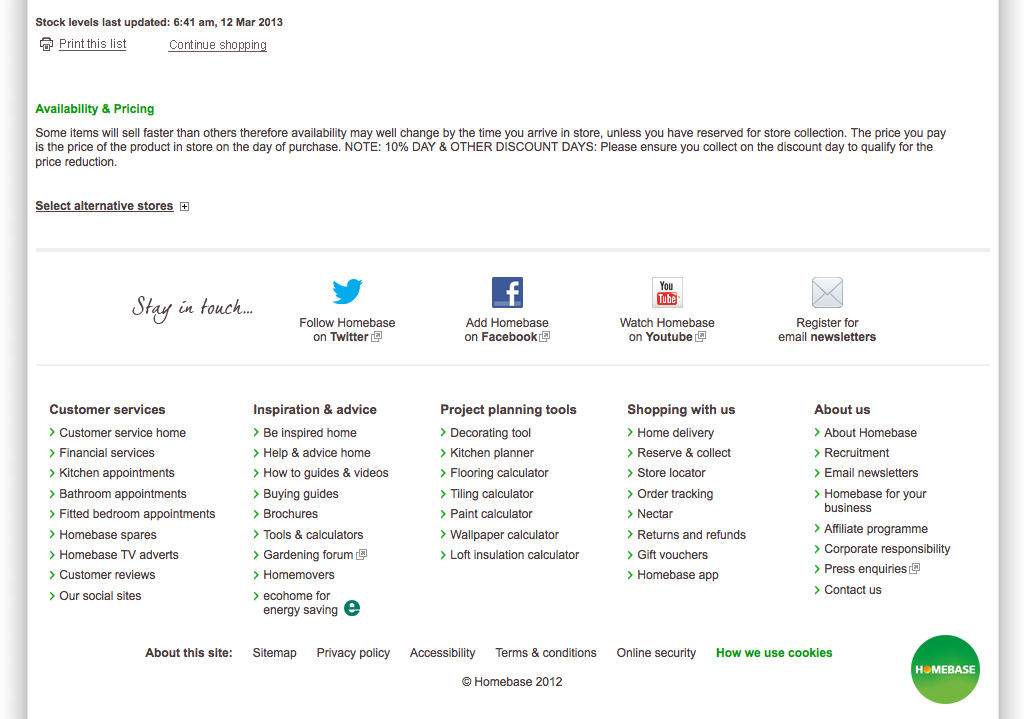 Stock levels last updated: 6:41 am, 12 Mar 2013
Print this list Continue shopping
Availability & Pricing
Some items will sell faster than others therefore availability may well change by the time you arrive in store, unless you have reserved for store collection. The price you pay
is the price of the product in store on the day of purchase. NOTE: 10% DAY & OTHER DISCOUNT DAYS: Please ensure you collect on the discount day to qualify for the
price reduction.
Select alternative stores
Stay in touch...
Follow Homebase
on Twitter
Add Homebase
on Facebook
You
Tube
Watch Homebase
on Youtube
Register for
email newsletters
Customer services
Customer service home
Financial services
Kitchen appointments
Bathroom appointments
Fitted bedroom appointments
Homebase spares
Homebase TV adverts
Customer reviews
Our social sites
Inspiration & advice
Be inspired home
Help & advice home
How to guides & videos
Buying guides
Brochures
Tools & calculators
Gardening forum
Homemovers
ecohome for
energy saving
Project planning tools
Decorating tool
Kitchen planner
Flooring calculator
Tiling calculator
Paint calculator
Wallpaper calculator
Loft insulation calculator
Shopping with us
Home delivery
Reserve & collect
Store locator
Order tracking
Nectar
Returns and refunds
Gift vouchers
Homebase app
About us
About Homebase
Recruitment
Email newsletters
Homebase for your
business
Affiliate programme
Corporate responsibility
Press enquiries
Contact us
About this site: Sitemap Privacy policy Accessibility Terms & conditions Online security How we use cookies
© Homebase 2012
HOMEBASE